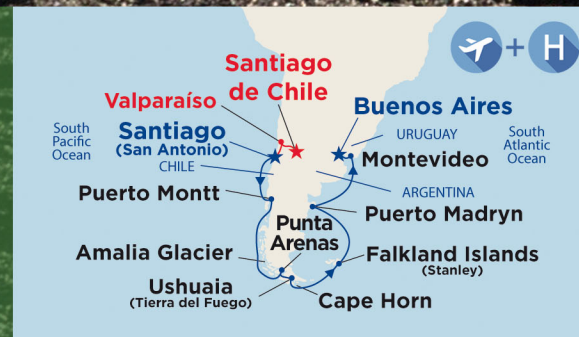 Santiago
de Chile
+ H
Valparaíso
Buenos Aires
South
Pacific
Ocean
Santiago
(San Antonio)
CHILE
URUGUAY
South
Atlantic
Ocean
Montevideo
ARGENTINA
Puerto Montt
Puerto Madryn
Punta
Arenas
Amalia Glacier
Falkland Islands
(Stanley)
Ushuaia
(Tierra del Fuego)
Cape Horn